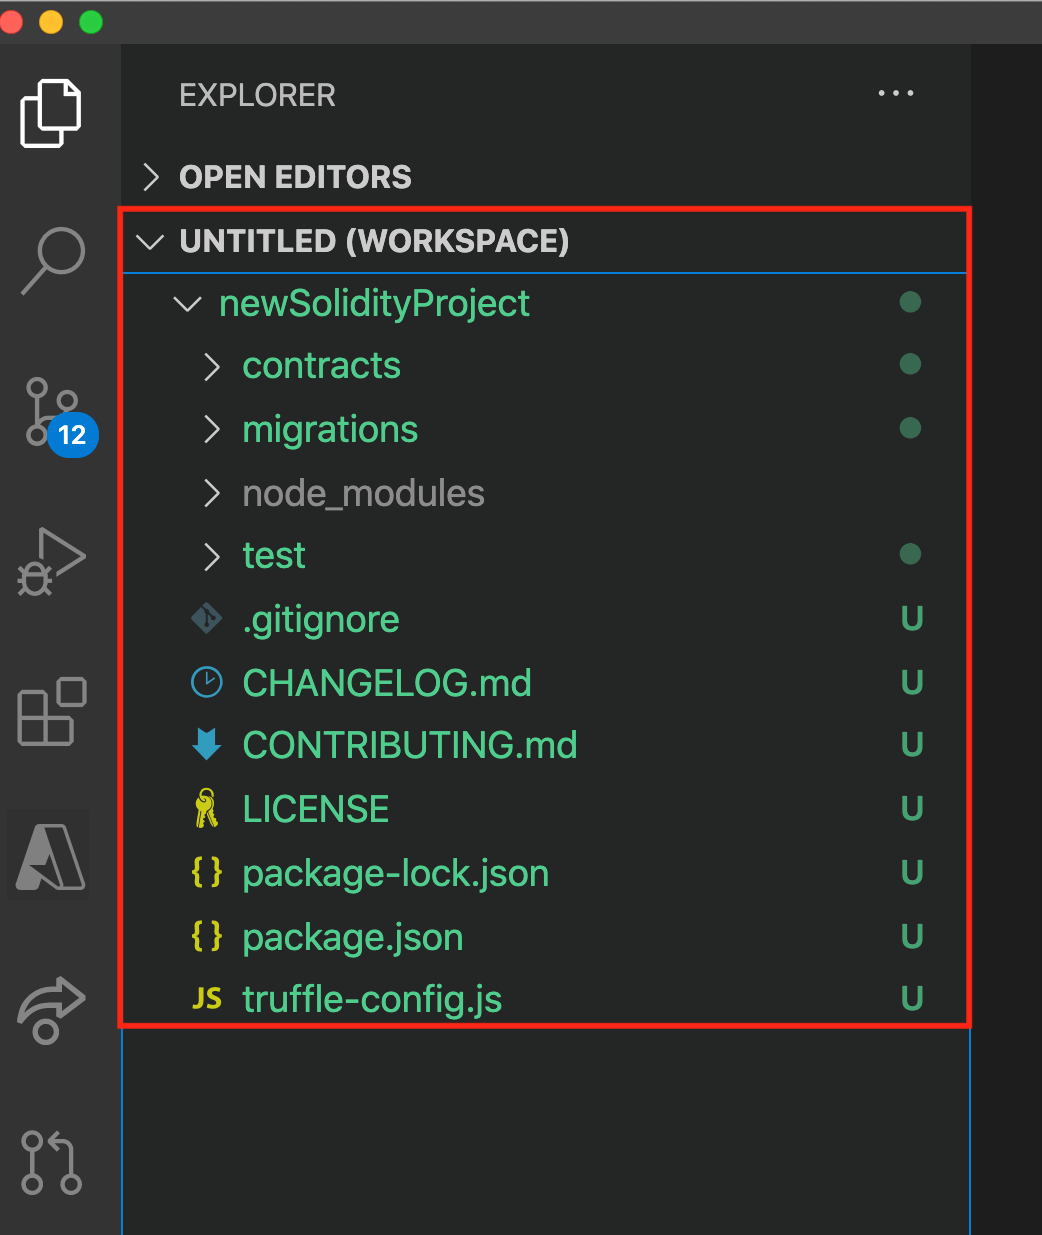 EXPLORER ...
OPEN EDITORS
UNTITLED (WORKSPACE)
newSolidityProject
contracts
migrations
12
node_modules
test
.gitignore U
CHANGELOG.md U
CONTRIBUTING.md U
LICENSE U
{} package-lock.json U
{} package.json U
JS truffle-config.js U